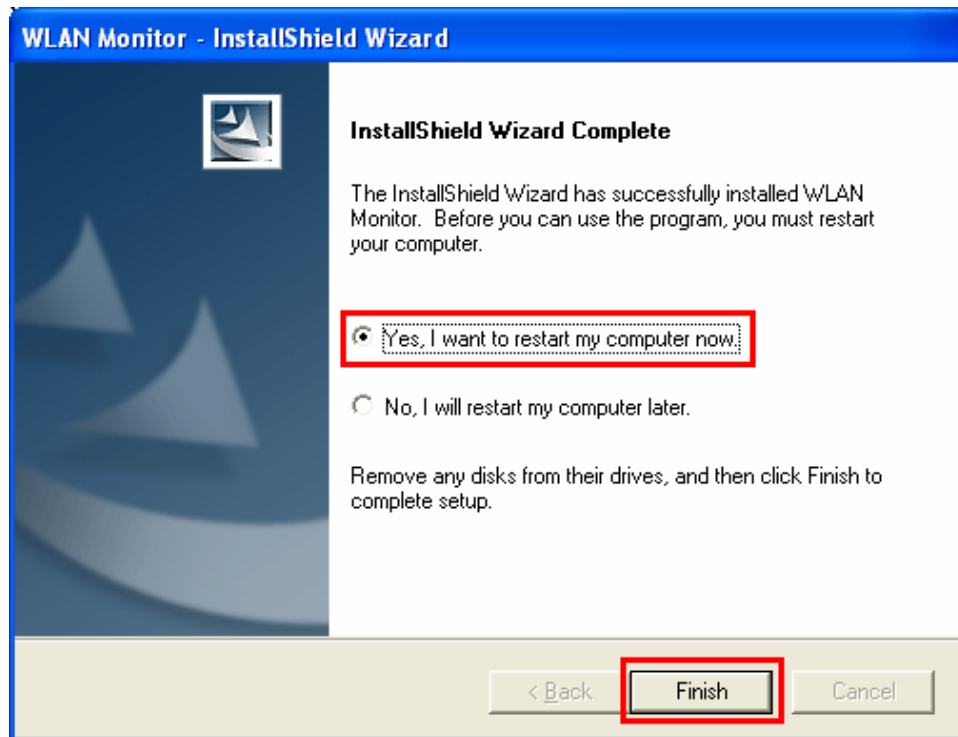 WLAN Monitor - InstallShield Wizard
InstallShield Wizard Complete
The InstallShield Wizard has successfully installed WLAN
Monitor.  Before you can use the program, you must restart
your computer.
Yes, I want to restart my computer now.
No, I will restart my computer later.
Remove any disks from their drives, and then click Finish to
complete setup.
< Back
Finish
Cancel